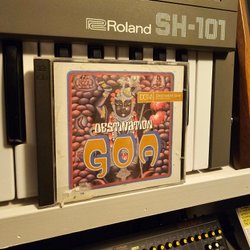 Roland SH-101
DESTINATION
GOA